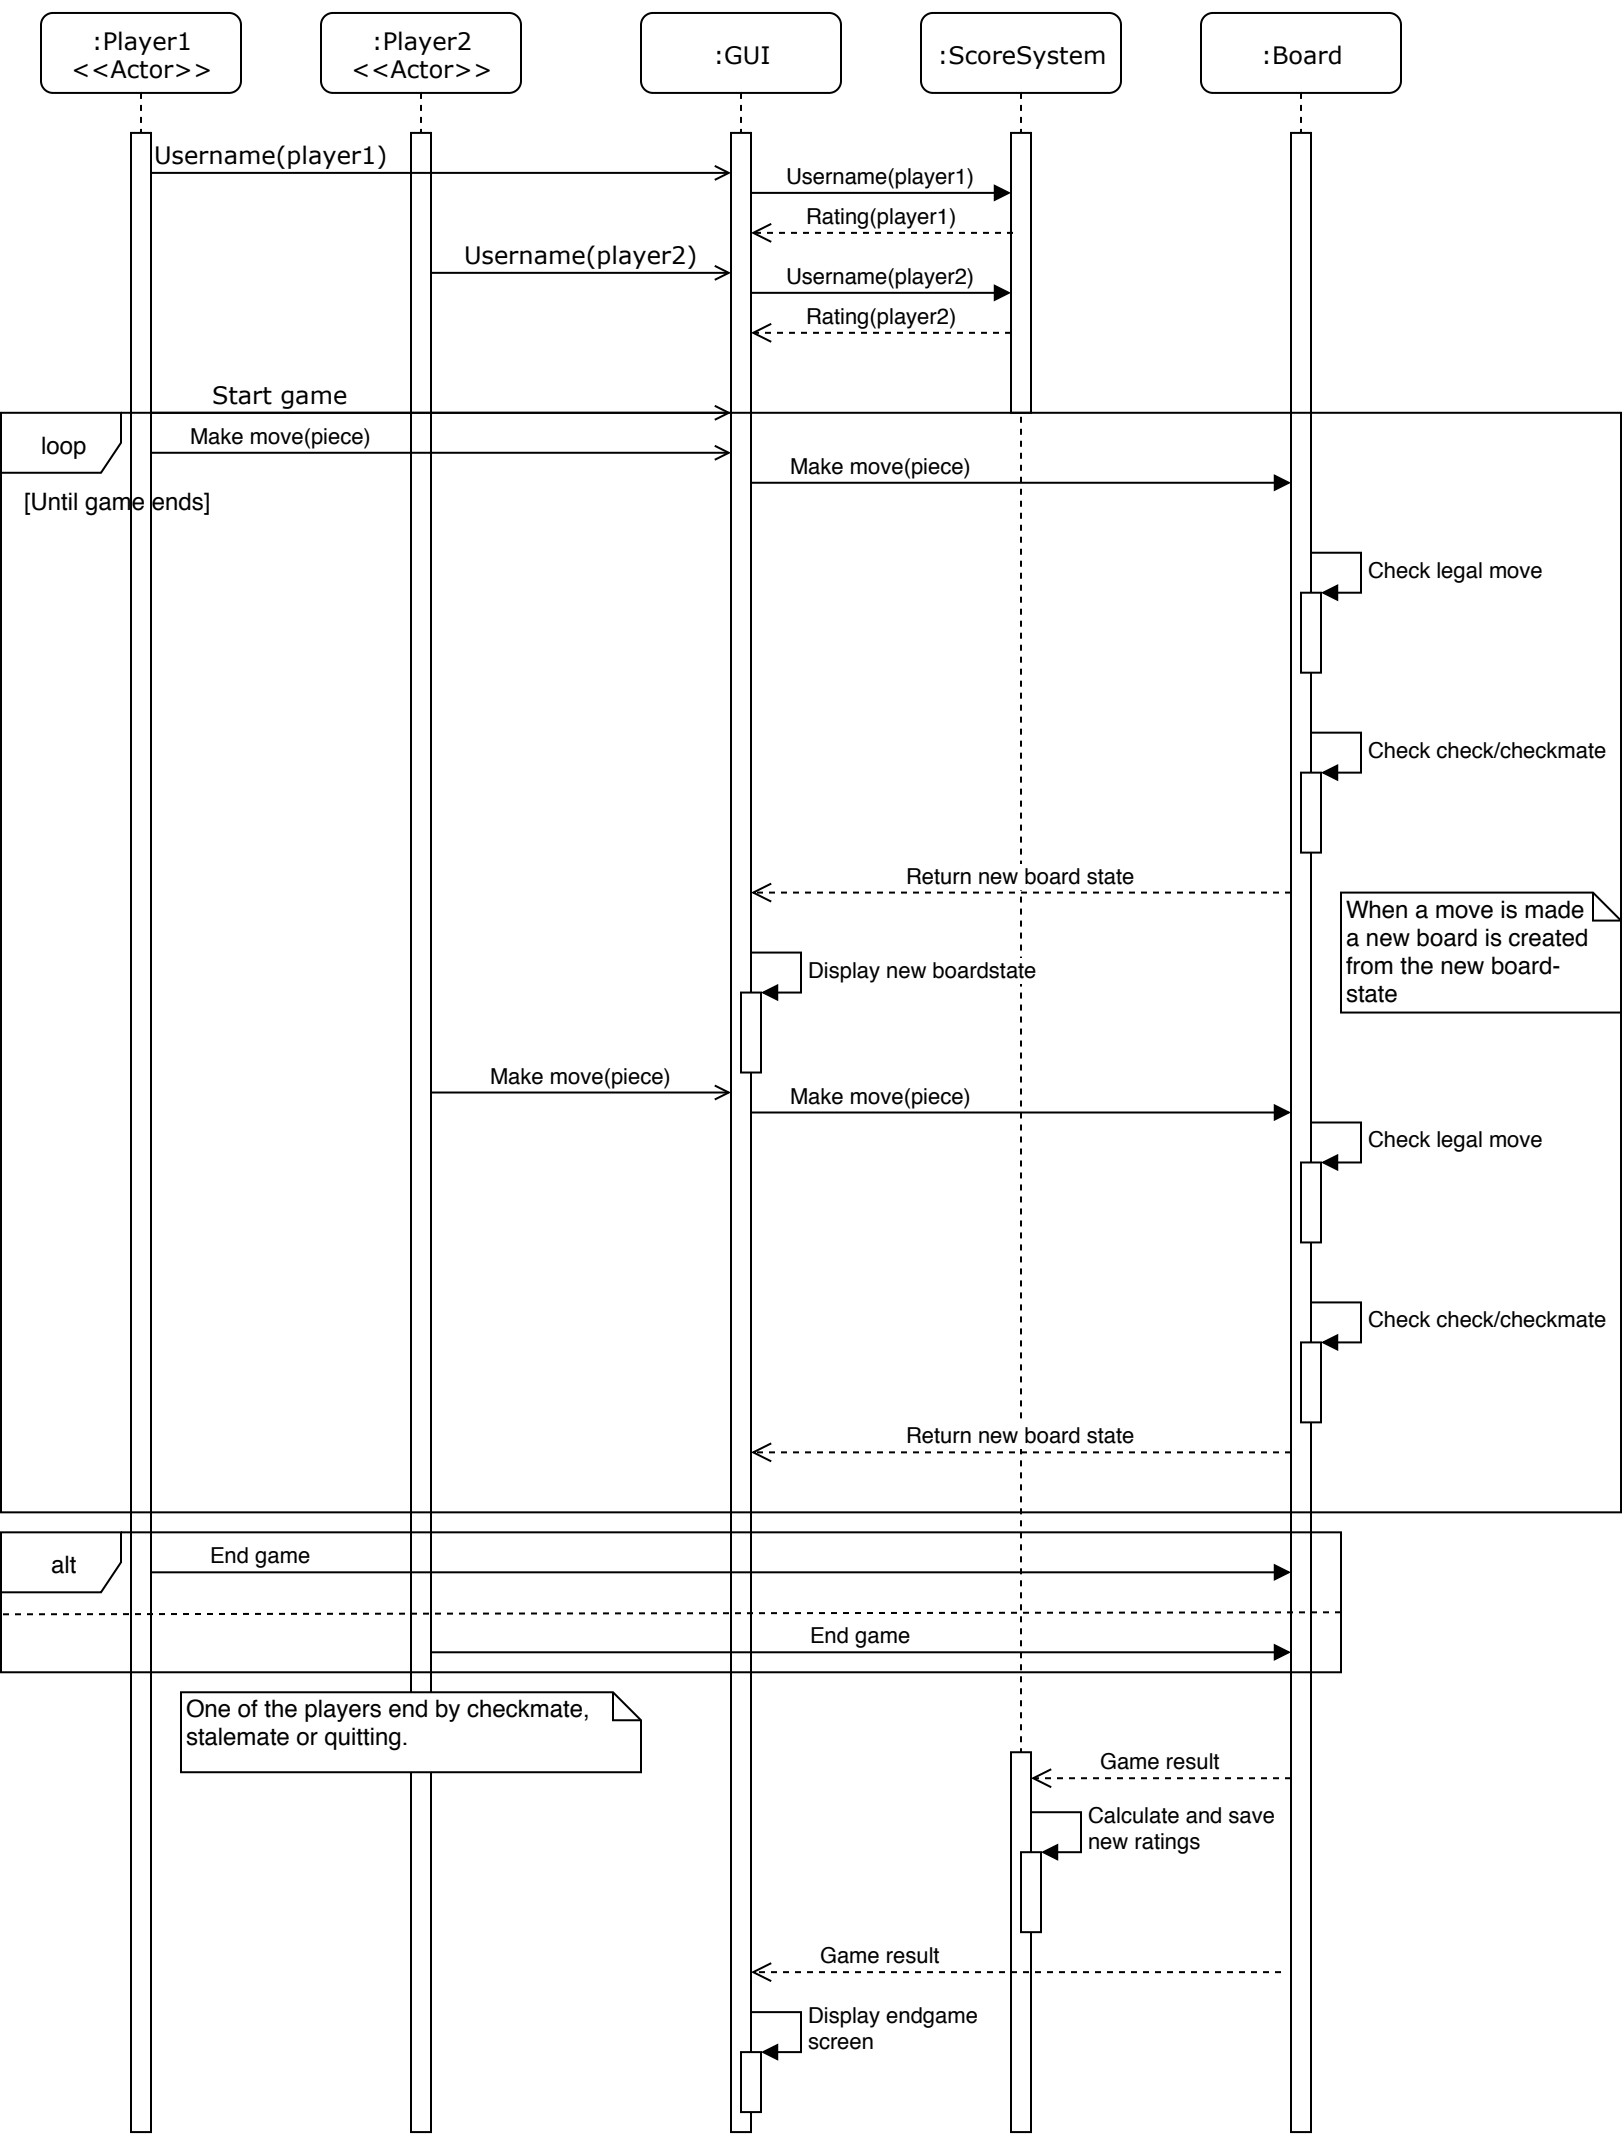 :Player1
<<Actor>>
:Player2
<<Actor>>
:GUI
:ScoreSystem
:Board
Username(player1)
Username(player1)
Rating(player1)
Username(player2)
Username(player2)
Rating(player2)
Start game
loop
Make move(piece)
Make move(piece)
[Until game ends]
Check legal move
Check check/checkmate
Return new board state
When a move is made
a new board is created
from the new board-
state
Display new boardstate
Make move(piece)
Make move(piece)
Check legal move
Check check/checkmate
Return new board state
alt
End game
End game
One of the players end by checkmate,
stalemate or quitting.
Game result
Calculate and save
new ratings
Game result
Display endgame
screen